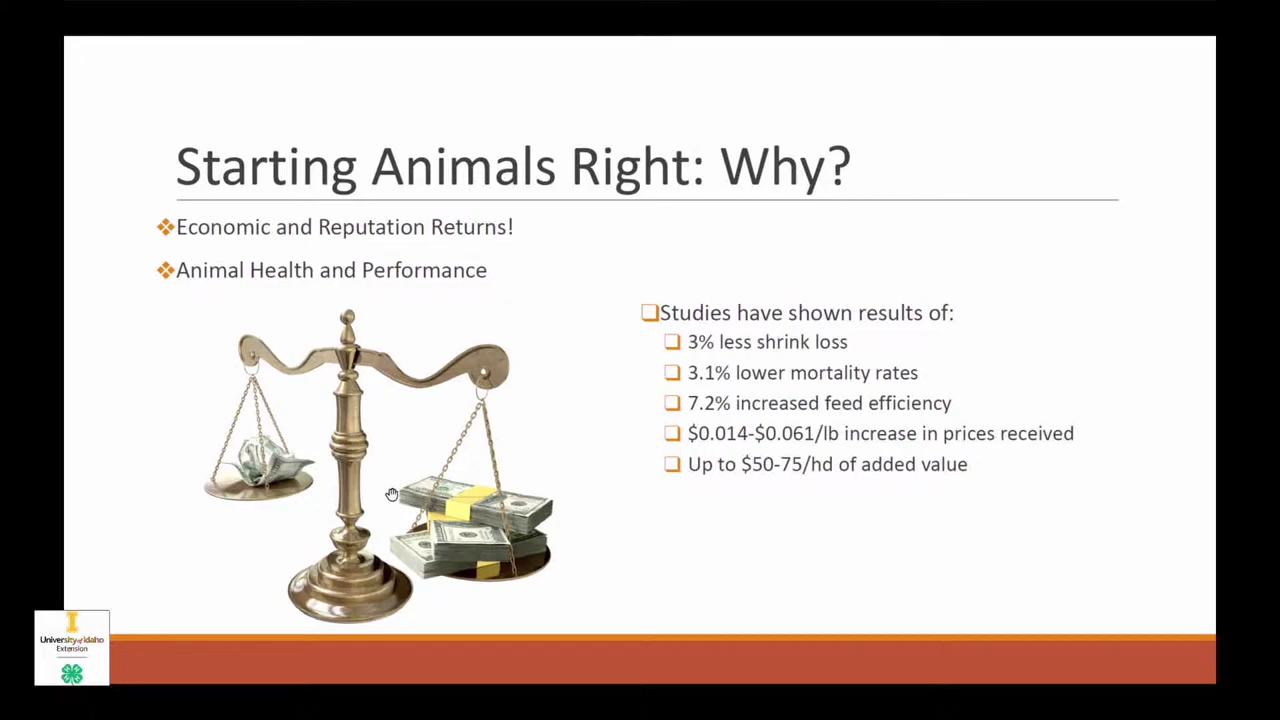 Starting Animals Right: Why?
Economic and Reputation Returns!
Animal Health and Performance
Studies have shown results of:
3% less shrink loss
3.1% lower mortality rates
7.2% increased feed efficiency
$0.014-$0.061/lb increase in prices received
Up to $50-75/hd of added value
I
University of Idaho
Extension